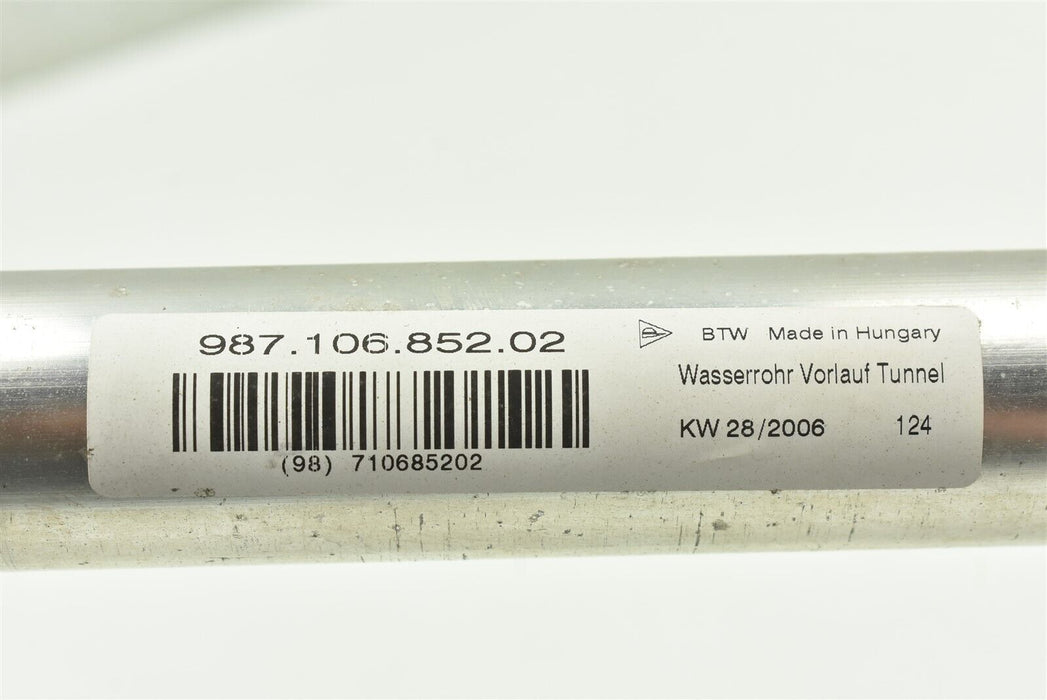 987.106.852.02
(98) 710685202
BTW Made in Hungary
Wasserrohr Vorlauf Tunnel
KW 28/2006 124